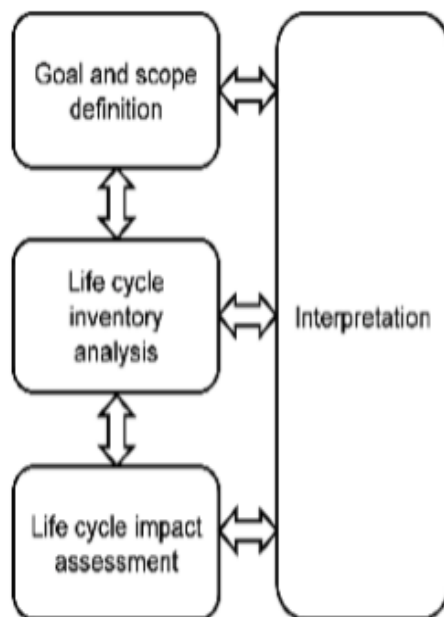 Goal and scope
definition
Life cycle
inventory
analysis
Interpretation
Life cycle impact
assessment